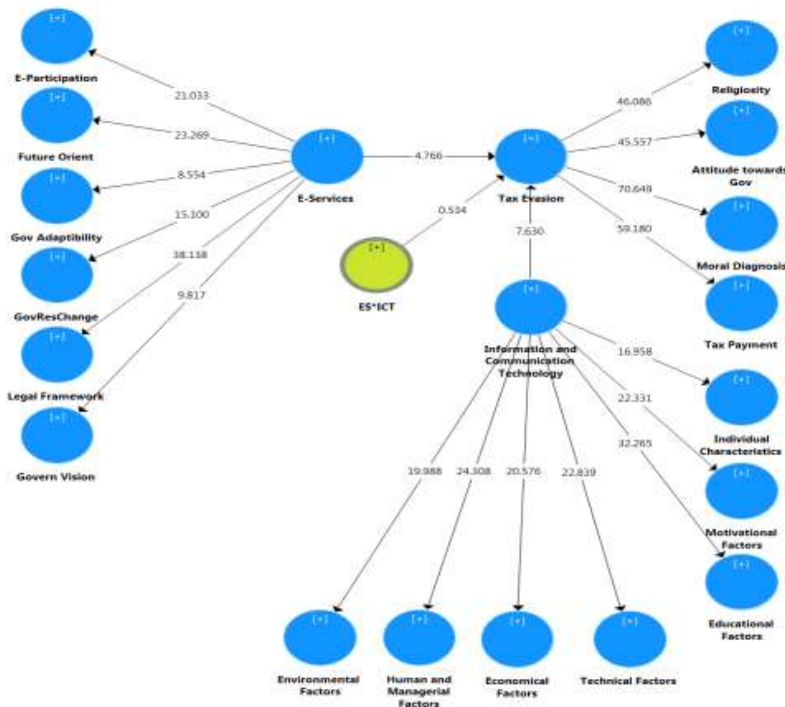 [+]
E-Participation
[+]
Future Orient
[+]
Gov Adaptibility
[+]
GovResChange
[+]
Legal Framework
[+]
Govern Vision
21.033
23.269
8.554
15.100
38.138
9.817
[+]
E-Services
4.766
0.534
[+]
ES*ICT
[+]
Tax Evasion
7.630
46.086
45.557
70.649
59.180
[+]
Religiosity
[+]
Attitude towards
Gov
[+]
Moral Diagnosis
[+]
Tax Payment
[+]
Information and
Communication
Technology
16.958
22.331
32.265
[+]
Individual
Characteristics
[+]
Motivational
Factors
[+]
Educational
Factors
19.988
24.308
20.576
22.839
[+]
Environmental
Factors
[+]
Human and
Managerial
Factors
[+]
Economical
Factors
[+]
Technical Factors